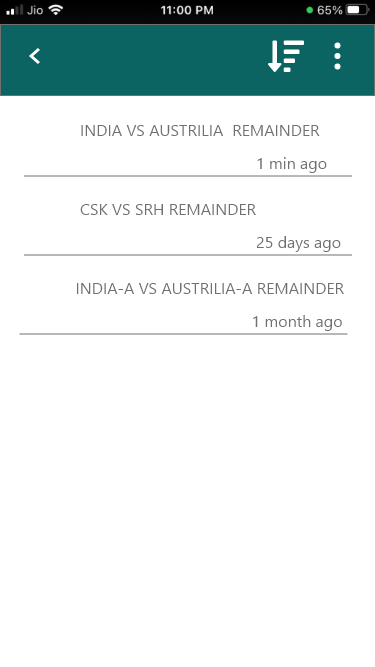 Jio 11:00 PM 65%
INDIA VS AUSTRILIA  REMAINDER
1 min ago
CSK VS SRH REMAINDER
25 days ago
INDIA-A VS AUSTRILIA-A REMAINDER
1 month ago